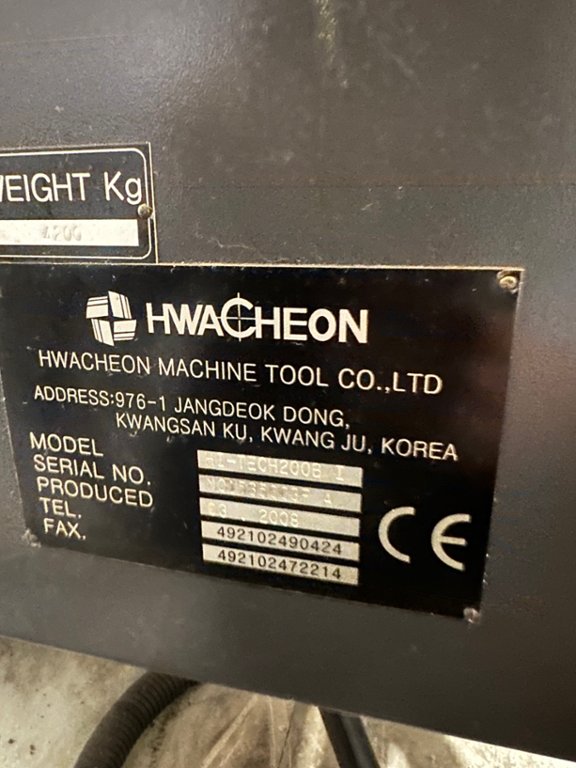 WEIGHT Kg
4200
HWACHEON
HWACHEON MACHINE TOOL CO.,LTD
ADDRESS:976-1 JANGDEOK DONG,
KWANGSAN KU, KWANG JU, KOREA
MODEL
SERIAL NO.
PRODUCED 2008
TEL. 492102490424
FAX. 492102472214
CE